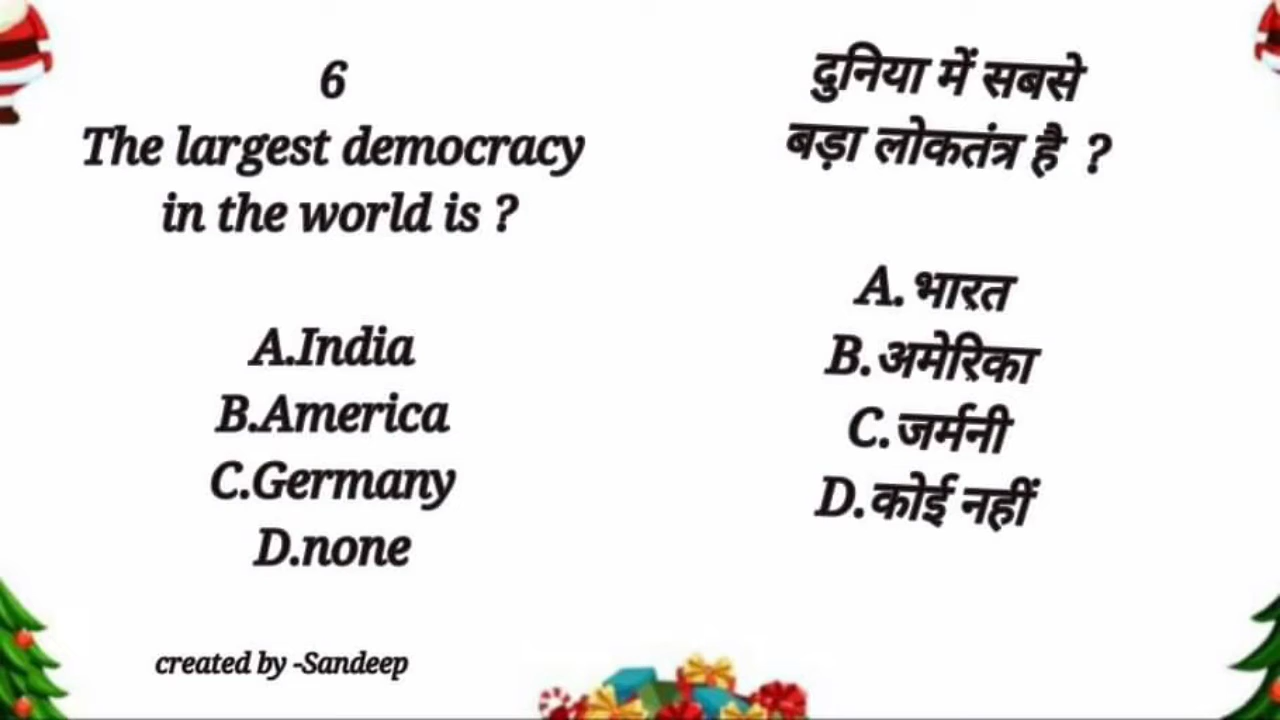 6
The largest democracy
in the world is ?
A.India
B.America
C.Germany
D.none
created by -Sandeep
दुनिया में सबसे
बड़ा लोकतंत्र है ?
A.भारत
B.अमेरिका
C.जर्मनी
D.कोई नहीं